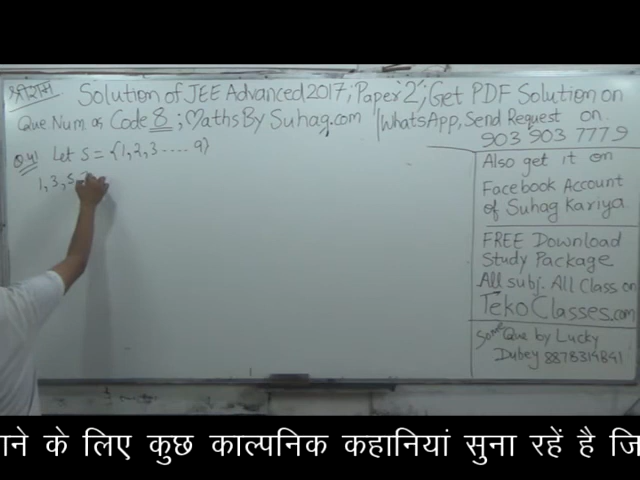 श्रीराम
Solution of JEE Advanced 2017; Paper '2'; Get PDF Solution on
Que Num as Code 8; Maths By Suhag.com | WhatsApp, Send Request on
903 903 7779
Q.41 Let S = {1, 2, 3 .... 9}
1, 3, 5,
Also get it on
Facebook Account
of Suhag Kariya
FREE Download
Study Package
All subj. All Class on
TekoClasses.com
Que by Lucky
Dubey 8878314841
ाने के लिए कुछ काल्पनिक कहानियां सुना रहें है जि